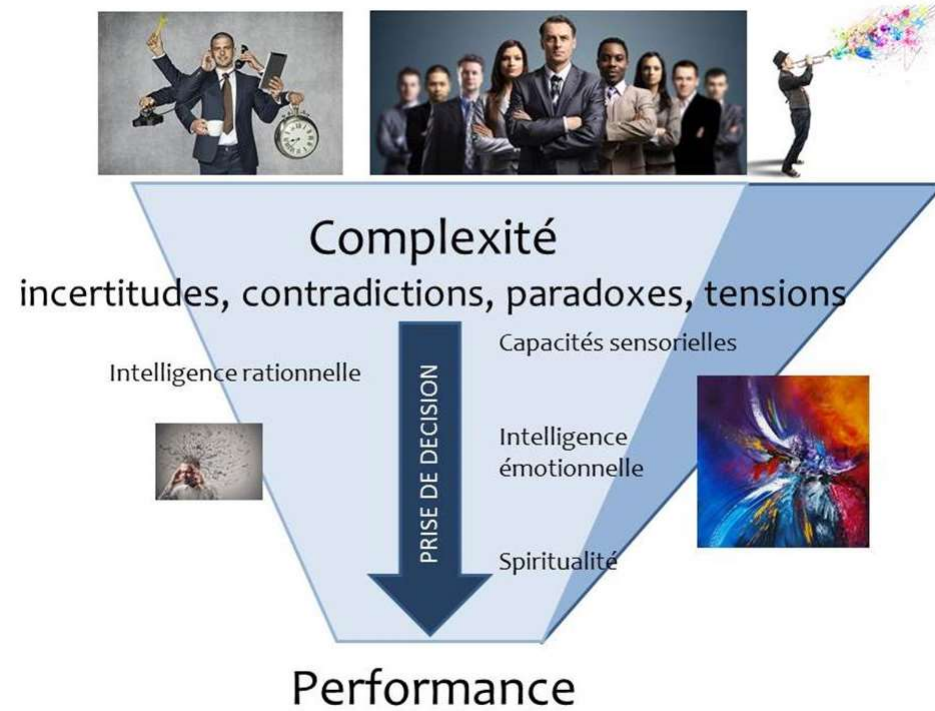 Complexité
incertitudes, contradictions, paradoxes, tensions
Capacités sensorielles
Intelligence rationnelle
PRISE DE DECISION
Intelligence
émotionnelle
Spiritualité
Performance